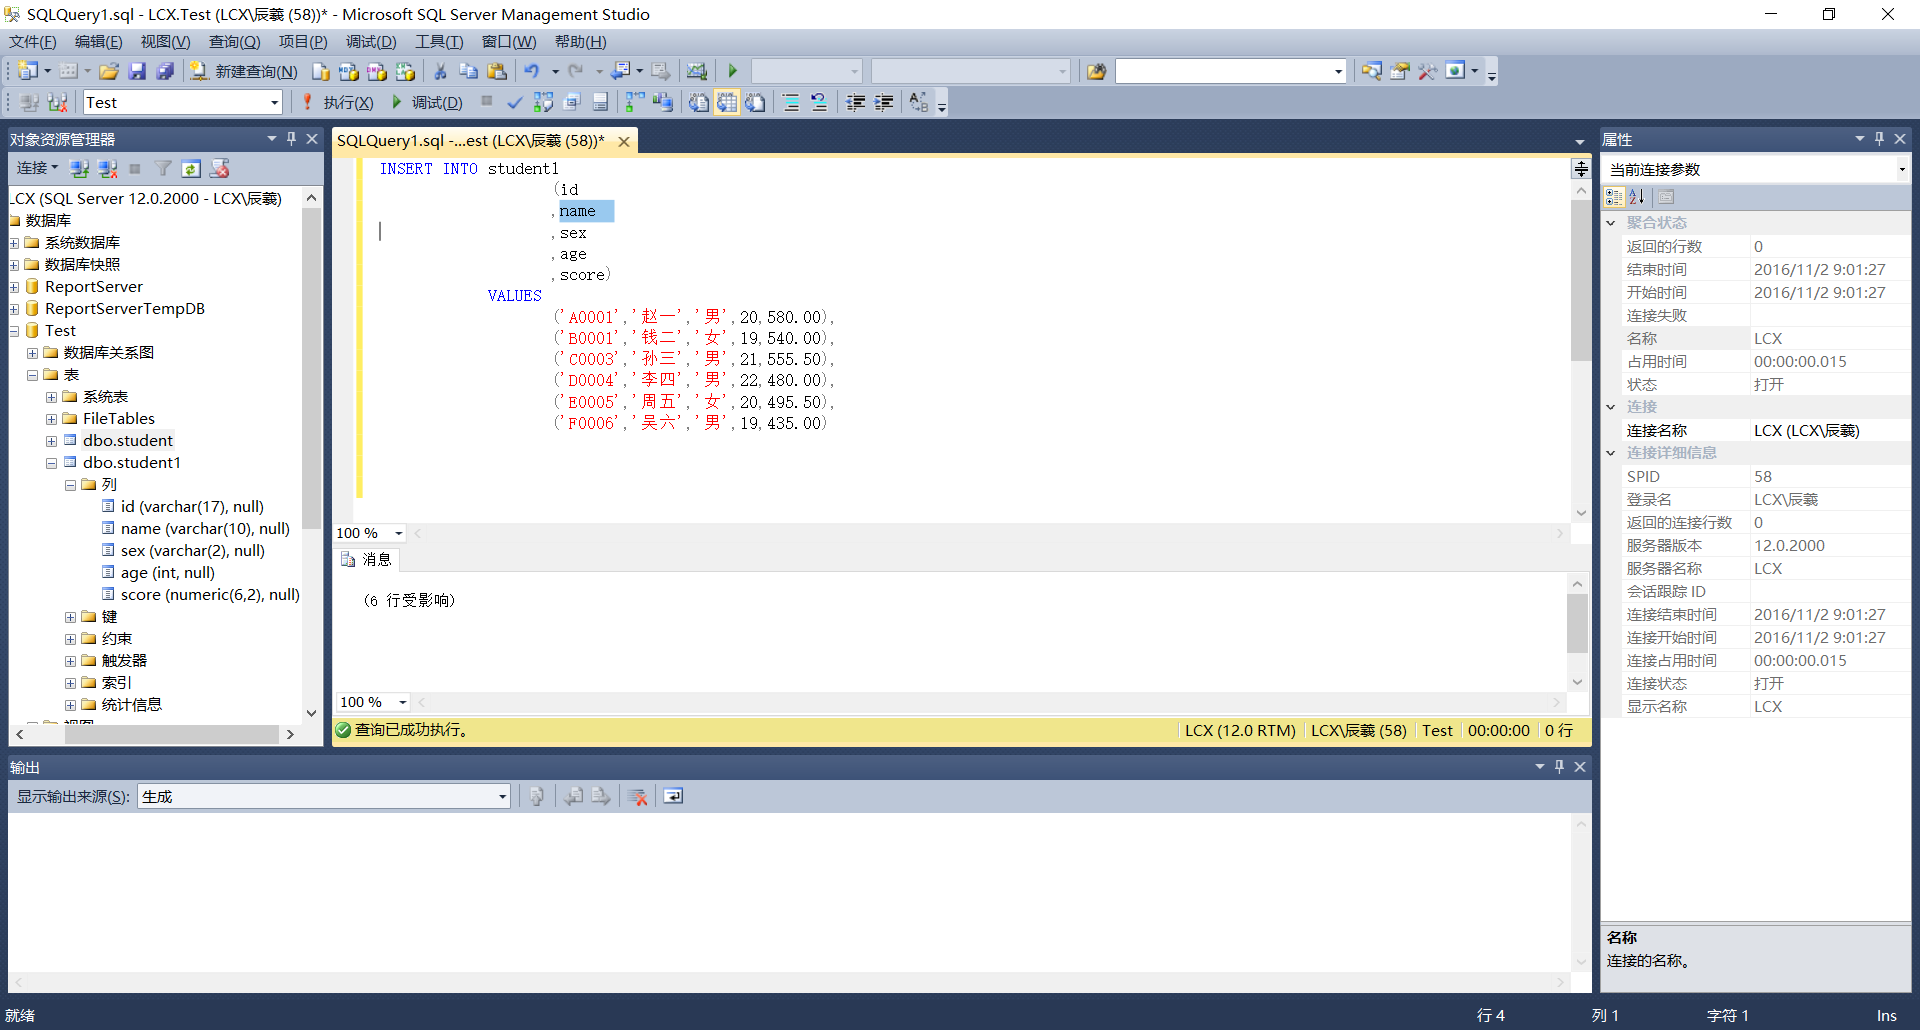 SQLQuery1.sql - LCX.Test (LCX\辰羲 (58))* - Microsoft SQL Server Management Studio
文件(F) 编辑(E) 视图(V) 查询(Q) 项目(P) 调试(D) 工具(T) 窗口(W) 帮助(H)
新建查询(N)
Test 执行(X) 调试(D)
对象资源管理器
连接
LCX (SQL Server 12.0.2000 - LCX\辰羲)
数据库
系统数据库
数据库快照
ReportServer
ReportServerTempDB
Test
数据库关系图
表
系统表
FileTables
dbo.student
dbo.student1
列
id (varchar(17), null)
name (varchar(10), null)
sex (varchar(2), null)
age (int, null)
score (numeric(6,2), null)
键
约束
触发器
索引
统计信息
视图
SQLQuery1.sql -...est (LCX\辰羲 (58))*
INSERT INTO student1
(id
,name
,sex
,age
,score)
VALUES
('A0001','赵一','男',20,580.00),
('B0001','钱二','女',19,540.00),
('C0003','孙三','男',21,555.50),
('D0004','李四','男',22,480.00),
('E0005','周五','女',20,495.50),
('F0006','吴六','男',19,435.00)
100 %
消息
(6 行受影响)
100 %
查询已成功执行。 LCX (12.0 RTM) LCX\辰羲 (58) Test 00:00:00 0 行
属性
当前连接参数
聚合状态
返回的行数 0
结束时间 2016/11/2 9:01:27
开始时间 2016/11/2 9:01:27
连接失败
名称 LCX
占用时间 00:00:00.015
状态 打开
连接
连接名称 LCX (LCX\辰羲)
连接详细信息
SPID 58
登录名 LCX\辰羲
返回的连接行数 0
服务器版本 12.0.2000
服务器名称 LCX
会话跟踪 ID
连接结束时间 2016/11/2 9:01:27
连接开始时间 2016/11/2 9:01:27
连接占用时间 00:00:00.015
连接状态 打开
显示名称 LCX
名称
连接的名称。
输出
显示输出来源(S): 生成
就绪 行 4 列 1 字符 1 Ins